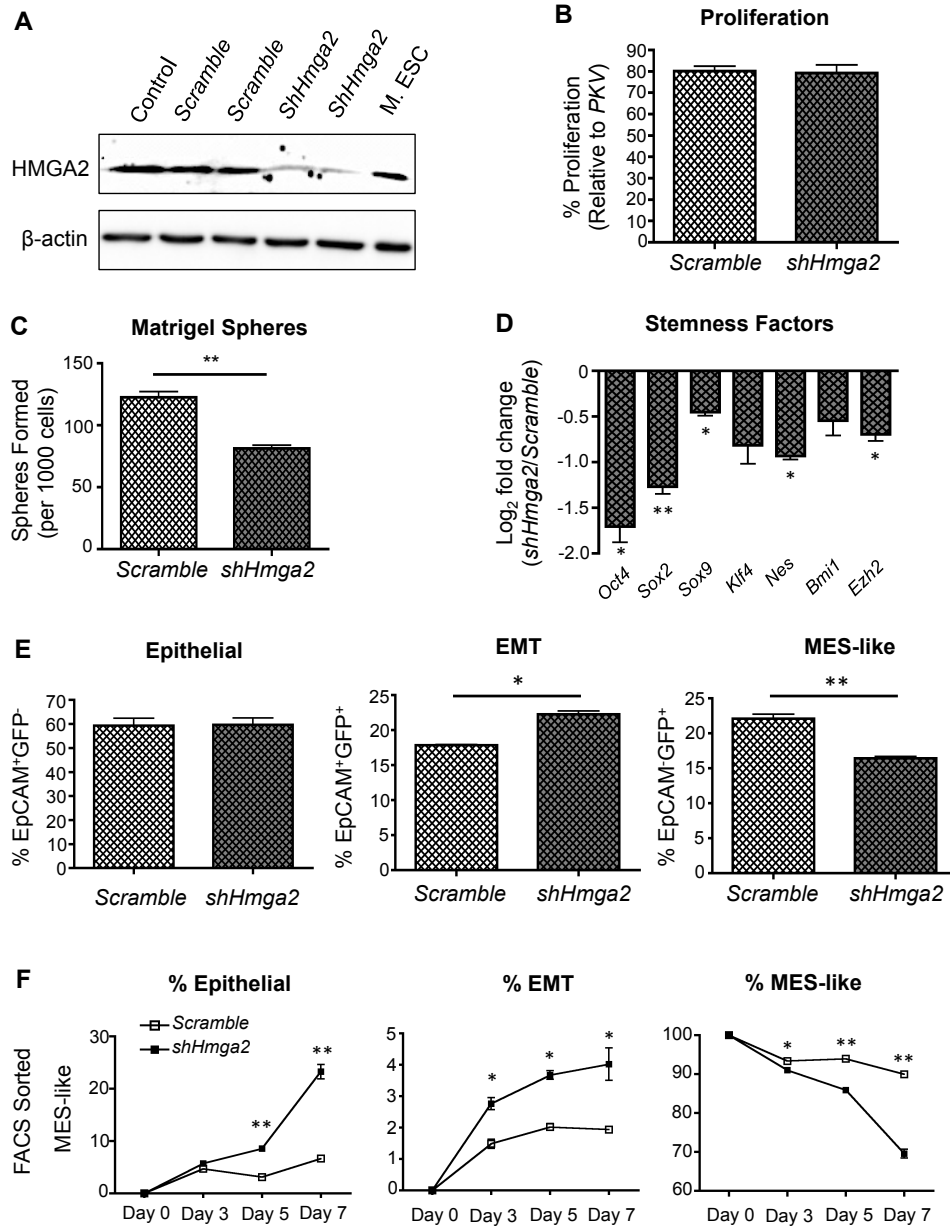 A
Control
Scramble
Scramble
ShHmga2
ShHmga2
M. ESC
HMGA2
β-actin
B
Proliferation
% Proliferation
(Relative to PKV)
90
80
70
60
50
40
30
20
10
0
Scramble
shHmga2
C
Matrigel Spheres
Spheres Formed
(per 1000 cells)
150
100
50
0
**
Scramble
shHmga2
D
Stemness Factors
Log2 fold change
(shHmga2/Scramble)
0
-0.5
-1.0
-1.5
-2.0
*
**
*
*
*
Oct4
Sox2
Sox9
Klf4
Nes
Bmi1
Ezh2
E
Epithelial
% EpCAM+GFP-
70
60
50
40
30
20
10
0
Scramble
shHmga2
EMT
% EpCAM+GFP+
25
20
15
10
5
0
*
Scramble
shHmga2
MES-like
% EpCAM-GFP+
25
20
15
10
5
0
**
Scramble
shHmga2
F
FACS Sorted
MES-like
% Epithelial
Scramble
shHmga2
30
20
10
0
**
**
Day 0
Day 3
Day 5
Day 7
% EMT
5
4
3
2
1
0
*
*
*
Day 0
Day 3
Day 5
Day 7
% MES-like
100
90
80
70
60
*
**
**
Day 0
Day 3
Day 5
Day 7